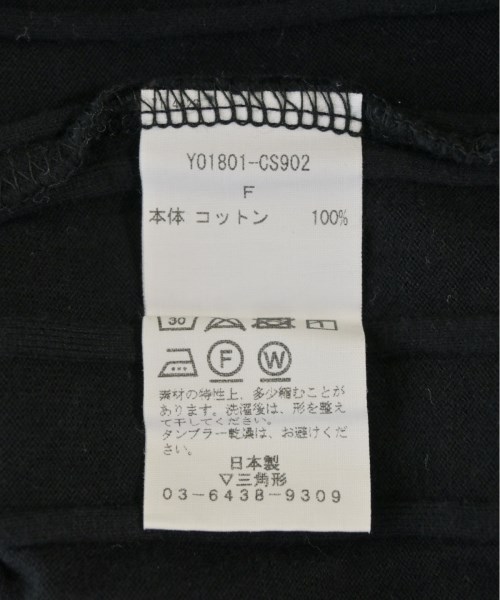 Y01801-CS902
F
本体 コットン 100%
30
F W
素材の特性上、多少縮むことが
あります。洗濯後は、形を整え
て干してください。
タンブラー乾燥は、お避けくだ
さい。
日本製
▽三角形
03-6438-9309